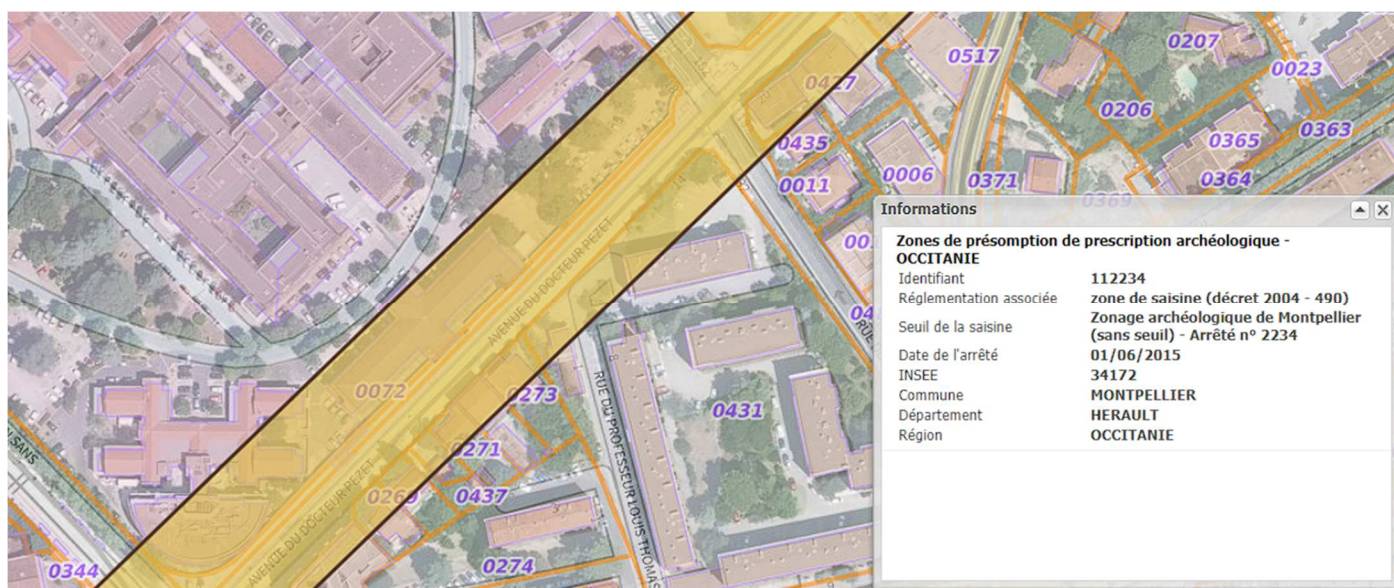 0517
0207
0023
0427
0206
0435
0365
0363
0011
0006
0371
0364
0369
AVENUE DU DOCTEUR PEZET
0072
0273
0431
0271
0269
0437
RUE DU PROFESSEUR LOUIS THOMAS
AVENUE DU DOCTEUR PEZET
0344
0274
RUE
Informations
Zones de présomption de prescription archéologique -
OCCITANIE
Identifiant 112234
Réglementation associée zone de saisine (décret 2004 - 490)
Seuil de la saisine Zonage archéologique de Montpellier
(sans seuil) - Arrêté n° 2234
Date de l'arrêté 01/06/2015
INSEE 34172
Commune MONTPELLIER
Département HERAULT
Région OCCITANIE